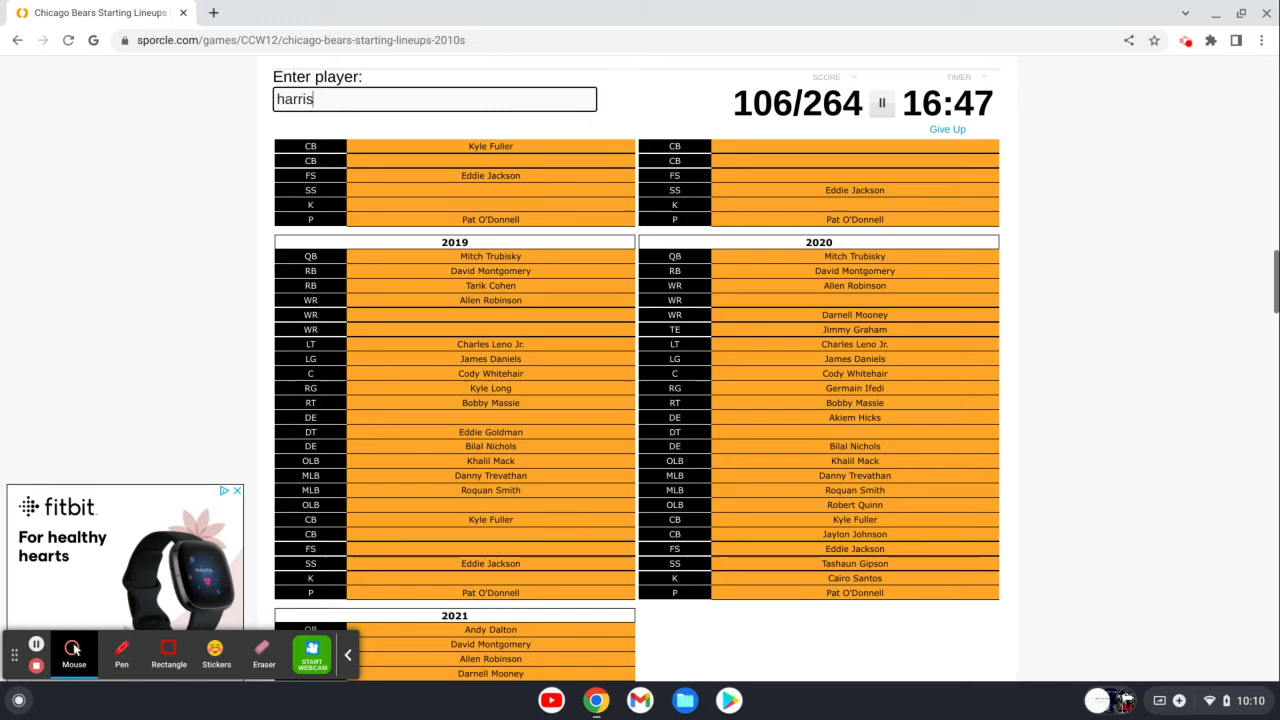 Chicago Bears Starting Lineups (
sporcle.com/games/CCW12/chicago-bears-starting-lineups-2010s
Enter player:
SCORE
TIMER
harris
106/264
16:47
Give Up
CB Kyle Fuller
CB
FS Eddie Jackson
SS
K
P Pat O'Donnell
CB
CB
FS
SS Eddie Jackson
K
P Pat O'Donnell
2019
QB Mitch Trubisky
RB David Montgomery
RB Tarik Cohen
WR Allen Robinson
WR
WR
LT Charles Leno Jr.
LG James Daniels
C Cody Whitehair
RG Kyle Long
RT Bobby Massie
DE
DT Eddie Goldman
DE Bilal Nichols
OLB Khalil Mack
MLB Danny Trevathan
MLB Roquan Smith
OLB
CB Kyle Fuller
CB
FS
SS Eddie Jackson
K
P Pat O'Donnell
2020
QB Mitch Trubisky
RB David Montgomery
WR Allen Robinson
WR
WR Darnell Mooney
TE Jimmy Graham
LT Charles Leno Jr.
LG James Daniels
C Cody Whitehair
RG Germain Ifedi
RT Bobby Massie
DE Akiem Hicks
DT
DE Bilal Nichols
OLB Khalil Mack
MLB Danny Trevathan
MLB Roquan Smith
OLB Robert Quinn
CB Kyle Fuller
CB Jaylon Johnson
FS Eddie Jackson
SS Tashaun Gipson
K Cairo Santos
P Pat O'Donnell
2021
QB Andy Dalton
David Montgomery
Allen Robinson
Darnell Mooney
fitbit
For healthy
hearts
Mouse
Pen
Rectangle
Stickers
Eraser
START
WEBCAM
10:10